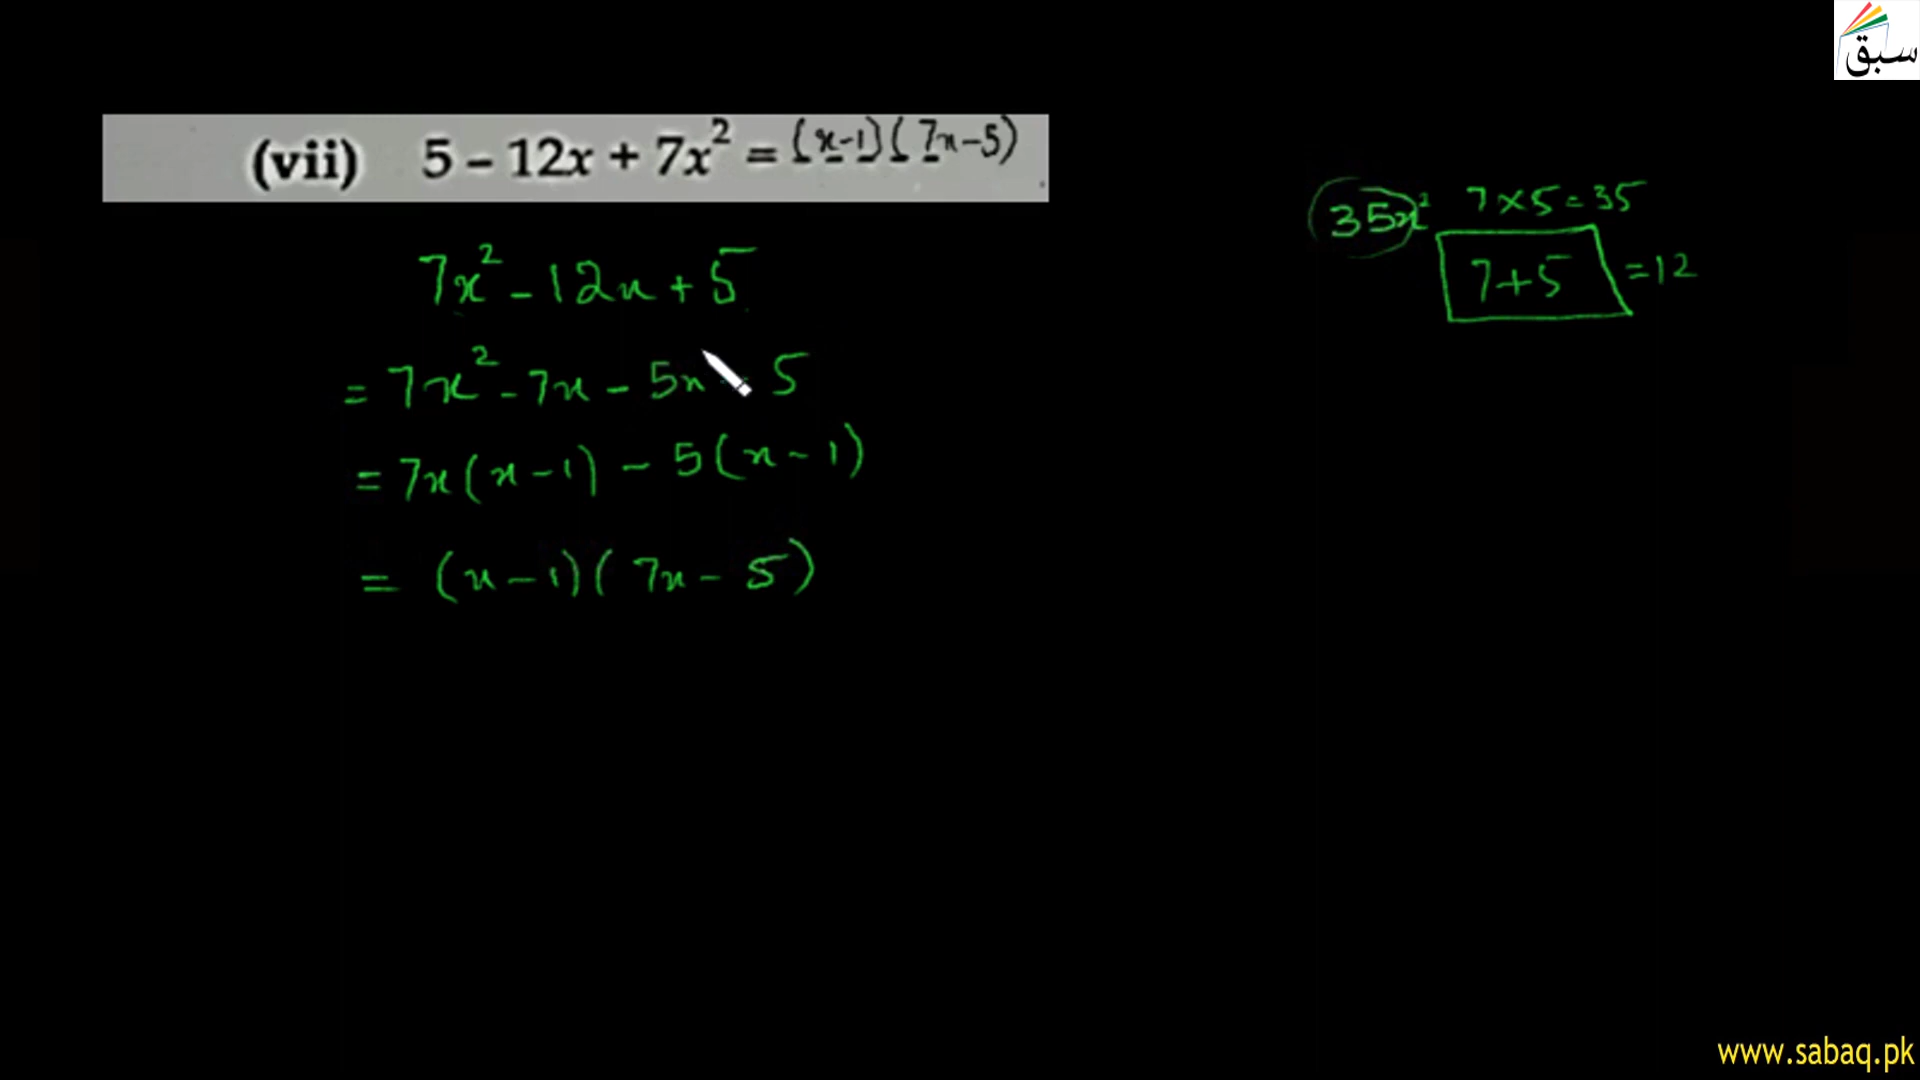 سبق
(vii) 5 – 12x + 7x² = (x-1)(7x-5)
35x² 7×5=35
7+5 =12
7x² - 12x + 5
= 7x² - 7x - 5x 5
= 7x(x-1) - 5(x-1)
= (x-1)(7x-5)
www.sabaq.pk